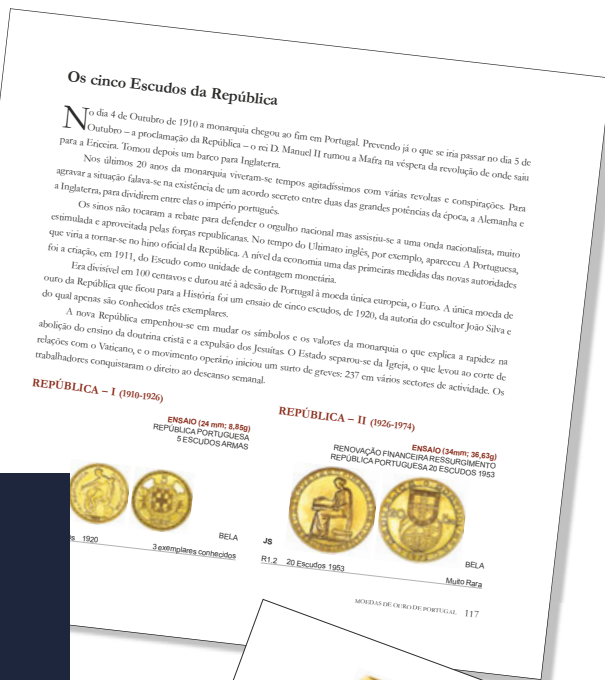 Os cinco Escudos da República
No dia 4 de Outubro de 1910 a monarquia chegou ao fim em Portugal. Prevendo já o que se iria passar no dia 5 de
Outubro – a proclamação da República – o rei D. Manuel II rumou a Mafra na véspera da revolução de onde saiu
para a Ericeira. Tomou depois um barco para Inglaterra.
Nos últimos 20 anos da monarquia viveram-se tempos agitadíssimos com várias revoltas e conspirações. Para
agravar a situação falava-se na existência de um acordo secreto entre duas das grandes potências da época, a Alemanha e
a Inglaterra, para dividirem entre elas o império português.
Os sinos não tocaram a rebate para defender o orgulho nacional mas assistiu-se a uma onda nacionalista, muito
estimulada e aproveitada pelas forças republicanas. No tempo do Ultimato inglês, por exemplo, apareceu A Portuguesa,
que viria a tornar-se no hino oficial da República. A nível da economia uma das primeiras medidas das novas autoridades
foi a criação, em 1911, do Escudo como unidade de contagem monetária.
Era divisível em 100 centavos e durou até à adesão de Portugal à moeda única europeia, o Euro. A única moeda de
ouro da República que ficou para a História foi um ensaio de cinco escudos, de 1920, da autoria do escultor João Silva e
do qual apenas são conhecidos três exemplares.
A nova República empenhou-se em mudar os símbolos e os valores da monarquia o que explica a rapidez na
abolição do ensino da doutrina cristã e a expulsão dos Jesuítas. O Estado separou-se da Igreja, o que levou ao corte de
relações com o Vaticano, e o movimento operário iniciou um surto de greves: 237 em vários sectores de actividade. Os
trabalhadores conquistaram o direito ao descanso semanal.
REPÚBLICA – I (1910-1926)
ENSAIO (24 mm; 8,85g)
REPÚBLICA PORTUGUESA
5 ESCUDOS ARMAS
BELA
1920 3 exemplares conhecidos
REPÚBLICA – II (1926-1974)
ENSAIO (34mm; 36,63g)
RENOVAÇÃO FINANCEIRA RESSURGIMENTO
REPÚBLICA PORTUGUESA 20 ESCUDOS 1953
JS
BELA
R1.2 20 Escudos 1953 Muito Rara
MOEDAS DE OURO DE PORTUGAL 117